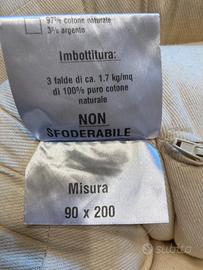 97% cotone naturale
3% argento
Imbottitura:
3 falde di ca. 1.7 kg/mq
di 100% puro cotone
naturale
NON
SFODERABILE
Misura
90 x 200
subito